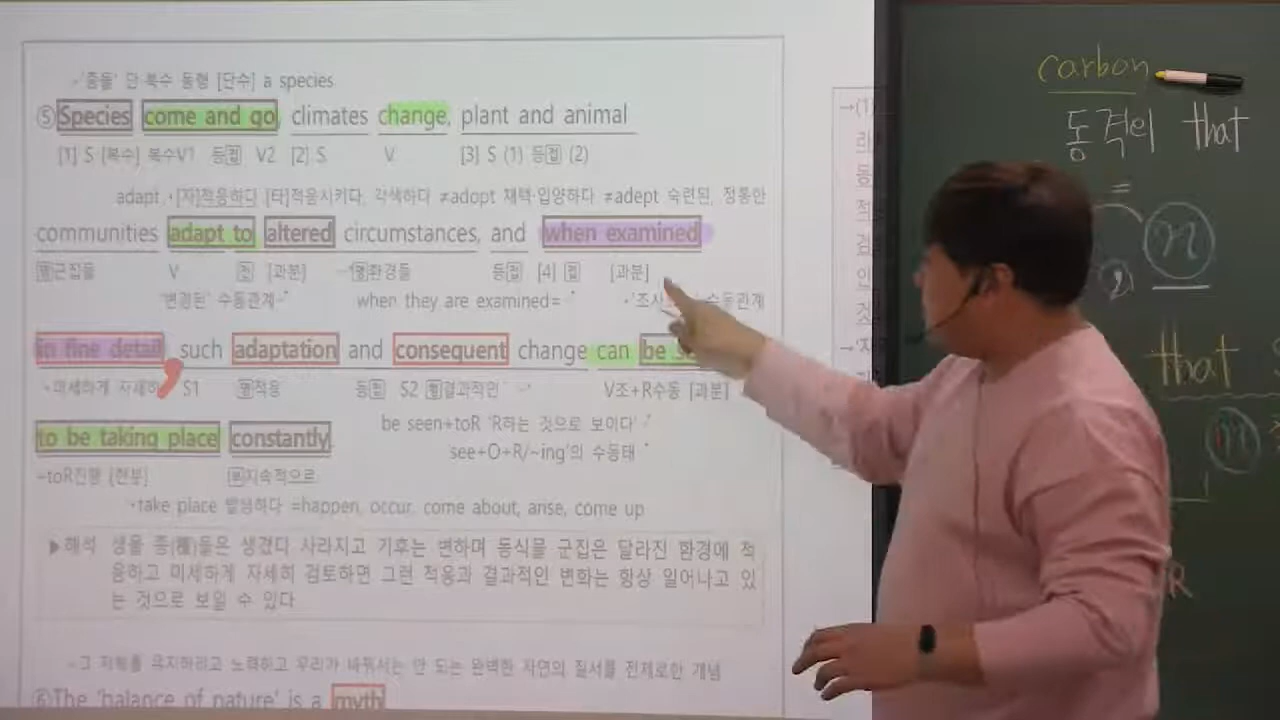 '종들' 단·복수 동형 [단수] a species
⑤Species come and go, climates change, plant and animal
[1] S [복수] 복수V1 등접 V2 [2] S V [3] S (1) 등접 (2)
adapt [자]적응하다 [타]적응시키다, 각색하다 ≠adopt 채택·입양하다 ≠adept 숙련된, 정통한
communities adapt to altered circumstances, and when examined
명군집들 V 전 [과분] 명환경들 등접 [4] 접 [과분]
'변경된' 수동관계 when they are examined= '조사 수동관계
in fine detail, such adaptation and consequent change can be
미세하게 자세히 S1 명적응 등접 S2 형결과적인 V조+R수동 [과분]
be seen+toR 'R하는 것으로 보이다'
to be taking place constantly.
see+O+R/~ing'의 수동태
~toR진행 [현분] 부지속적으로
take place 발생하다 =happen, occur, come about, arise, come up
▶해석 생물 종(種)들은 생겼다 사라지고 기후는 변하며 동식물 군집은 달라진 환경에 적
응하고 미세하게 자세히 검토하면 그런 적응과 결과적인 변화는 항상 일어나고 있
는 것으로 보일 수 있다
그 자체를 유지하려고 노력하고 우리가 바꿔서는 안 되는 완벽한 자연의 질서를 전제로한 개념
⑥The 'balance of nature' is a myth
→(1)
carbon
동격의 that
=
n
that
n
R